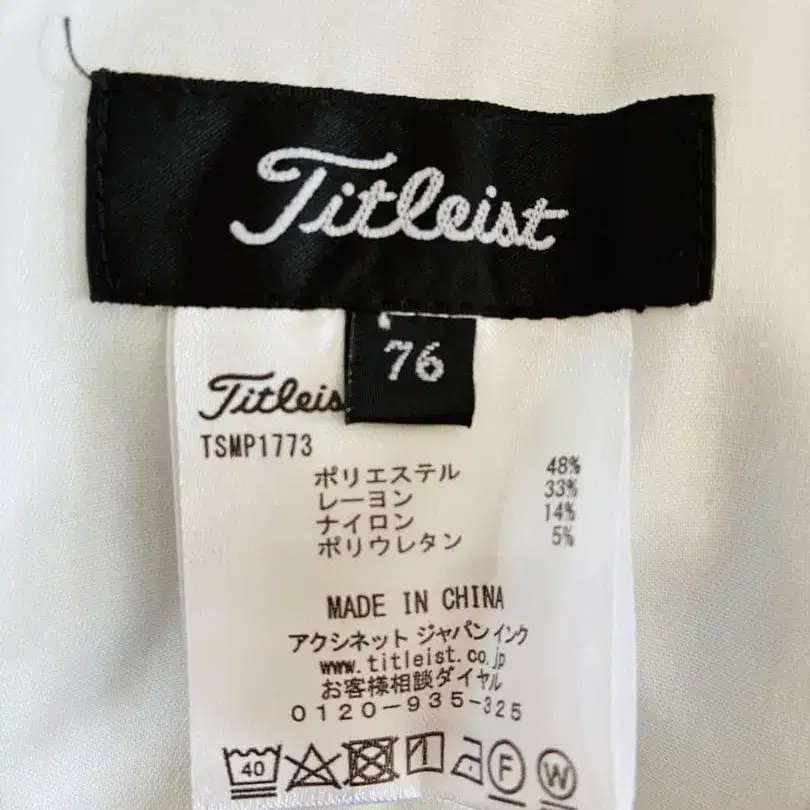 Titleist
76
Titleis
TSMP1773
ポリエステル 48%
レーヨン 33%
ナイロン 14%
ポリウレタン 5%
MADE IN CHINA
アクシネット ジャパン インク
www.titleist.co.jp
お客様相談ダイヤル
0120-935-325
40
F
W